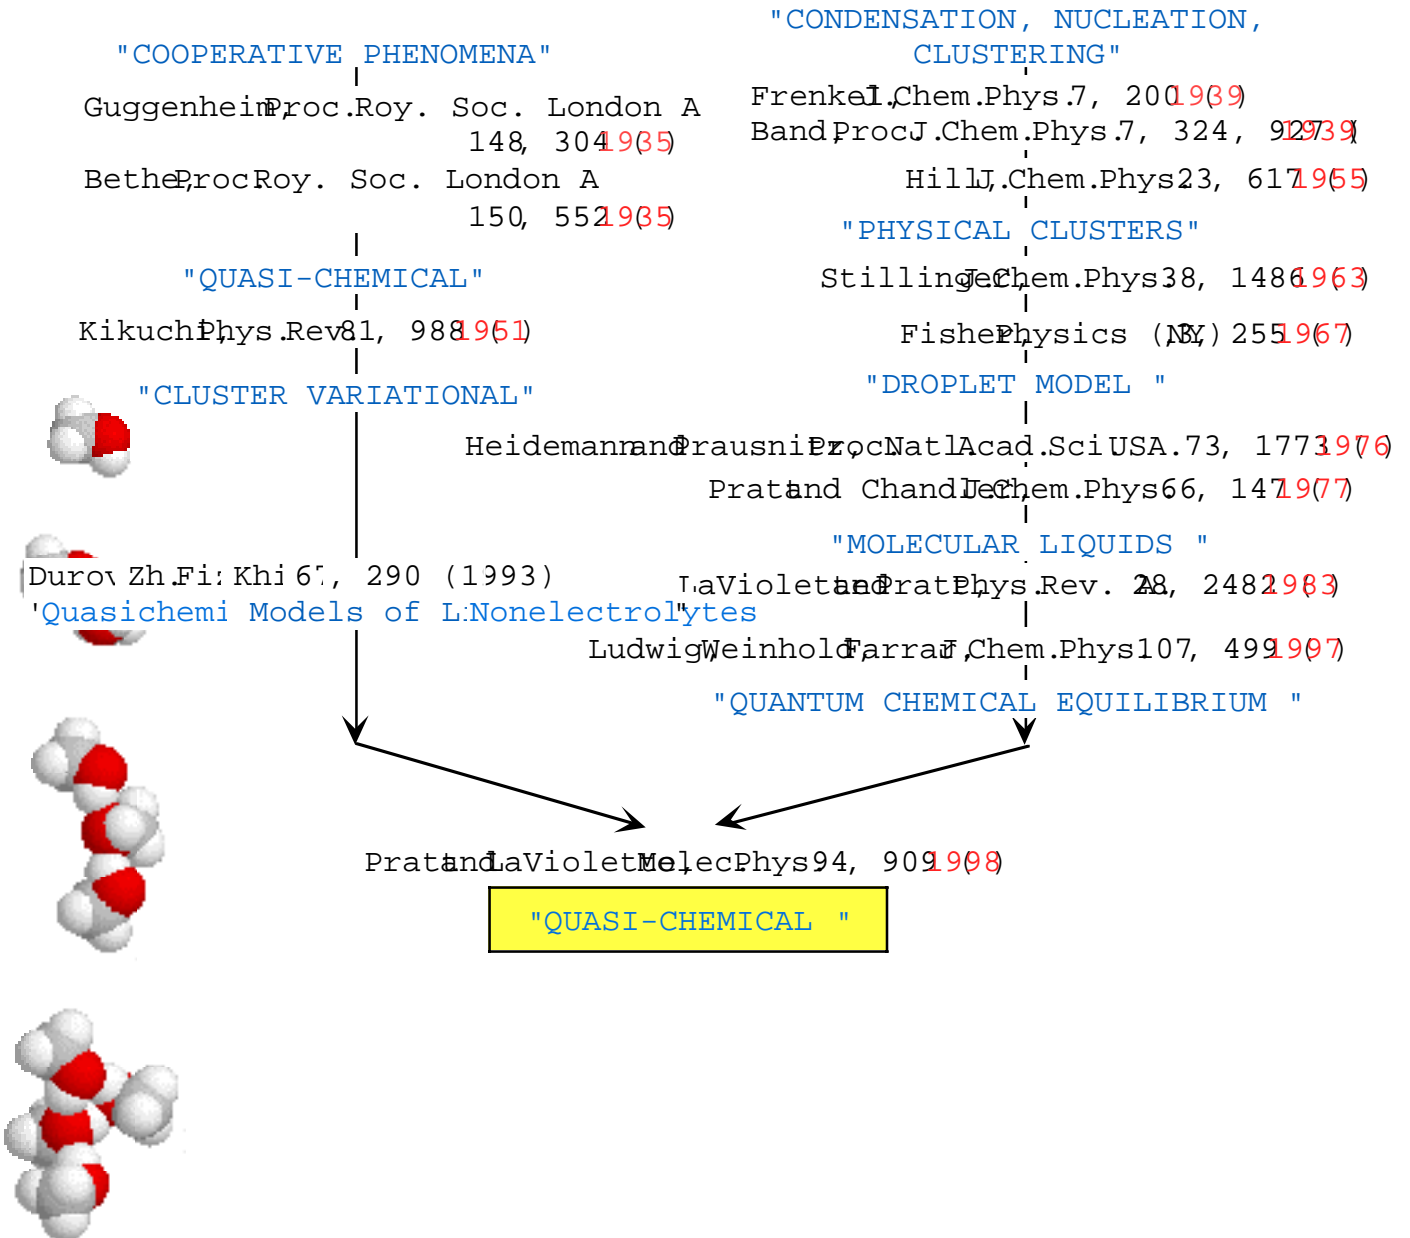 "COOPERATIVE PHENOMENA"
Guggenheim, Proc. Roy. Soc. London A
148, 304 (1935)
Bethe, Proc. Roy. Soc. London A
150, 552 (1935)
"QUASI-CHEMICAL"
Kikuchi, Phys. Rev. 81, 988 (1951)
"CLUSTER VARIATIONAL"
Durov Zh. Fiz Khi 67, 290 (1993)
"Quasichemi Models of L Nonelectrolytes"
"CONDENSATION, NUCLEATION,
CLUSTERING"
Frenkel, J. Chem. Phys. 7, 200 (1939)
Band, Proc. J. Chem. Phys. 7, 324, 927 (1939)
Hill, J. Chem. Phys. 23, 617 (1955)
"PHYSICAL CLUSTERS"
Stillinger, J. Chem. Phys. 38, 1486 (1963)
Fisher, Physics (NY) 3, 255 (1967)
"DROPLET MODEL "
Heidemann and Prausnitz, Proc. Natl. Acad. Sci. USA. 73, 1773 (1976)
Pratt and Chandler, J. Chem. Phys. 66, 147 (1977)
"MOLECULAR LIQUIDS "
LaViolette and Pratt, Phys. Rev. A. 28, 2482 (1983)
Ludwig, Weinhold, Farrar, J. Chem. Phys. 107, 499 (1997)
"QUANTUM CHEMICAL EQUILIBRIUM "
Pratt and LaViolette, Molec. Phys. 94, 909 (1998)
"QUASI-CHEMICAL "